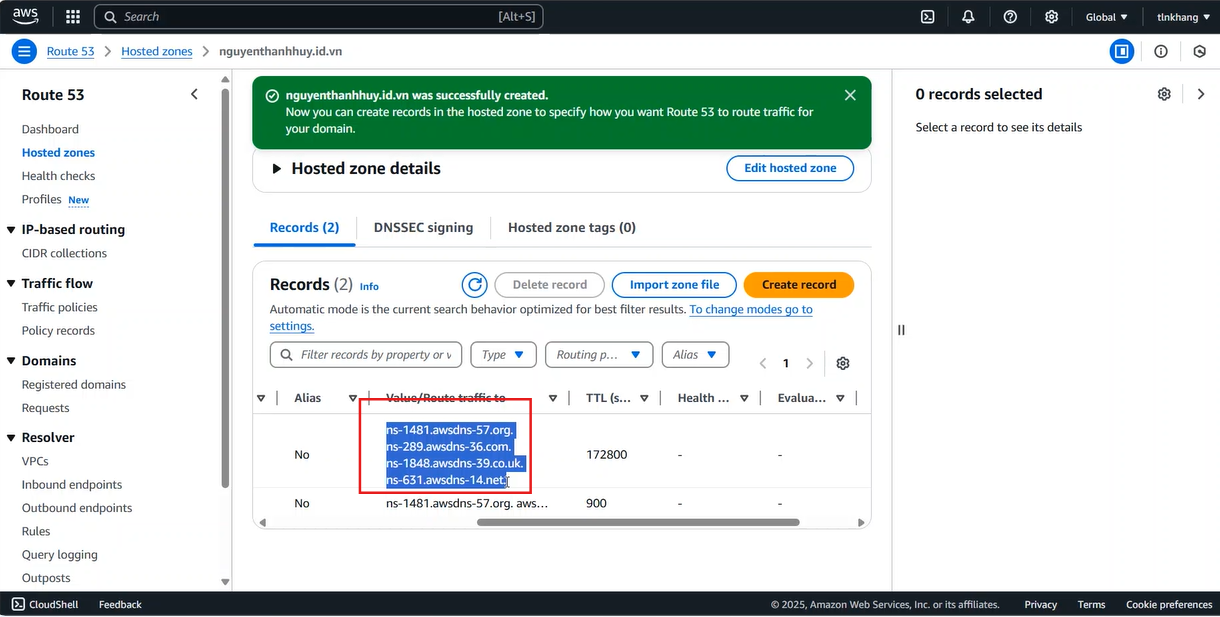 aws
Search
[Alt+S]
Global
tlnkhang
Route 53
Hosted zones
nguyenthanhhuy.id.vn
Route 53
Dashboard
Hosted zones
Health checks
Profiles New
IP-based routing
CIDR collections
Traffic flow
Traffic policies
Policy records
Domains
Registered domains
Requests
Resolver
VPCs
Inbound endpoints
Outbound endpoints
Rules
Query logging
Outposts
nguyenthanhhuy.id.vn was successfully created.
Now you can create records in the hosted zone to specify how you want Route 53 to route traffic for
your domain.
Hosted zone details
Edit hosted zone
Records (2)
DNSSEC signing
Hosted zone tags (0)
Records (2) Info
Delete record
Import zone file
Create record
Automatic mode is the current search behavior optimized for best filter results. To change modes go to
settings.
Filter records by property or v
Type
Routing p...
Alias
1
Alias
Value/Route traffic to
TTL (s...
Health ...
Evalua...
No
ns-1481.awsdns-57.org.
ns-289.awsdns-36.com.
ns-1848.awsdns-39.co.uk.
ns-631.awsdns-14.net.
172800
-
-
No
ns-1481.awsdns-57.org. aws...
900
-
-
0 records selected
Select a record to see its details
CloudShell
Feedback
© 2025, Amazon Web Services, Inc. or its affiliates.
Privacy
Terms
Cookie preferences